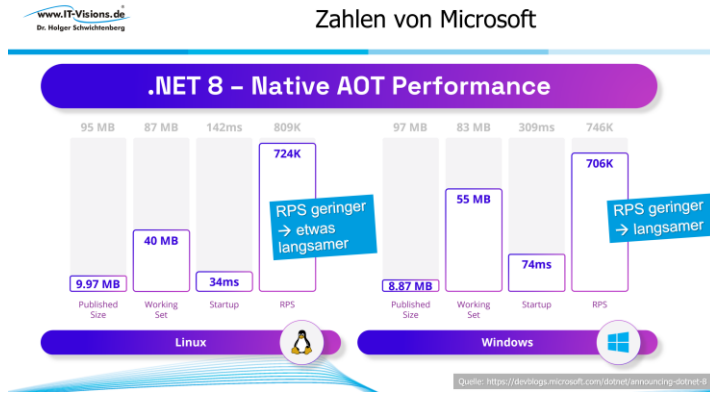 www.IT-Visions.de
Dr. Holger Schwichtenberg
Zahlen von Microsoft
.NET 8 – Native AOT Performance
95 MB 87 MB 142ms 809K
9.97 MB 40 MB 34ms 724K
RPS geringer
→ etwas
langsamer
Published Size Working Set Startup RPS
Linux
97 MB 83 MB 309ms 746K
8.87 MB 55 MB 74ms 706K
RPS geringer
→ langsamer
Published Size Working Set Startup RPS
Windows
Quelle: https://devblogs.microsoft.com/dotnet/announcing-dotnet-8